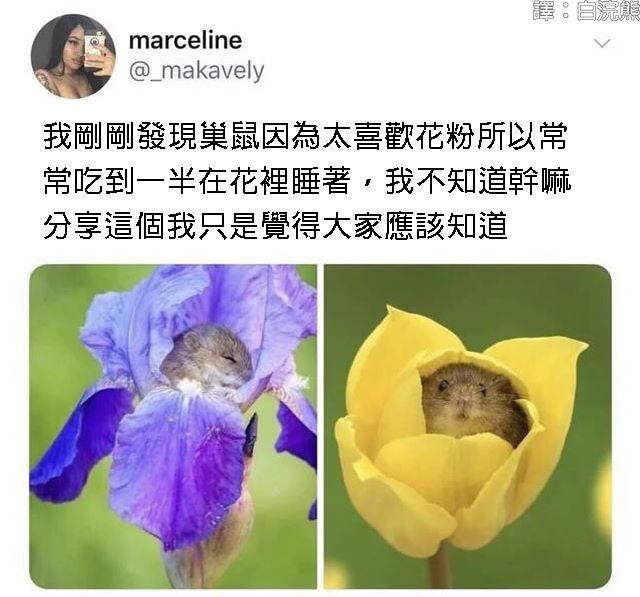 譯：白浣熊
marceline
@_makavely
我剛剛發現巢鼠因為太喜歡花粉所以常
常吃到一半在花裡睡著，我不知道幹嘛
分享這個我只是覺得大家應該知道